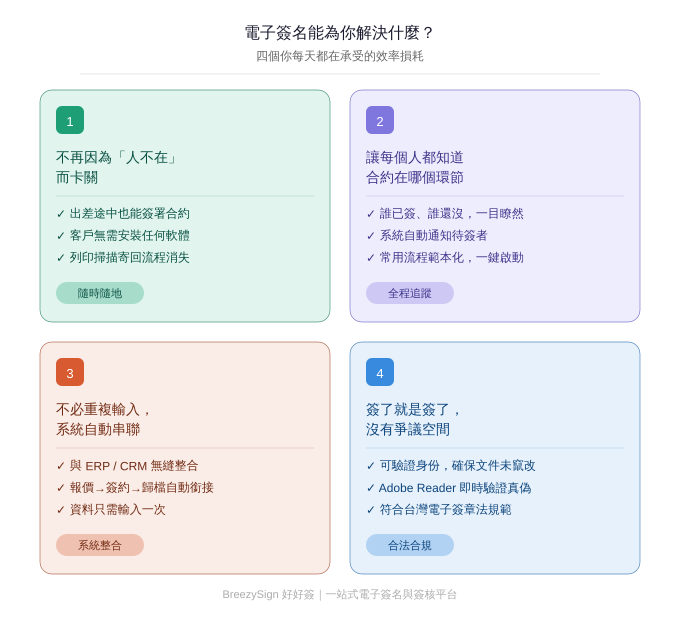 電子簽名能為你解決什麼？
四個你每天都在承受的效率損耗
1
不再因為「人不在」
而卡關
✓ 出差途中也能簽署合約
✓ 客戶無需安裝任何軟體
✓ 列印掃描寄回流程消失
隨時隨地
2
讓每個人都知道
合約在哪個環節
✓ 誰已簽、誰還沒，一目瞭然
✓ 系統自動通知待簽者
✓ 常用流程範本化，一鍵啟動
全程追蹤
3
不必重複輸入，
系統自動串聯
✓ 與 ERP / CRM 無縫整合
✓ 報價→簽約→歸檔自動銜接
✓ 資料只需輸入一次
系統整合
4
簽了就是簽了，
沒有爭議空間
✓ 可驗證身份，確保文件未竄改
✓ Adobe Reader 即時驗證真偽
✓ 符合台灣電子簽章法規範
合法合規
BreezySign 好好簽｜一站式電子簽名與簽核平台